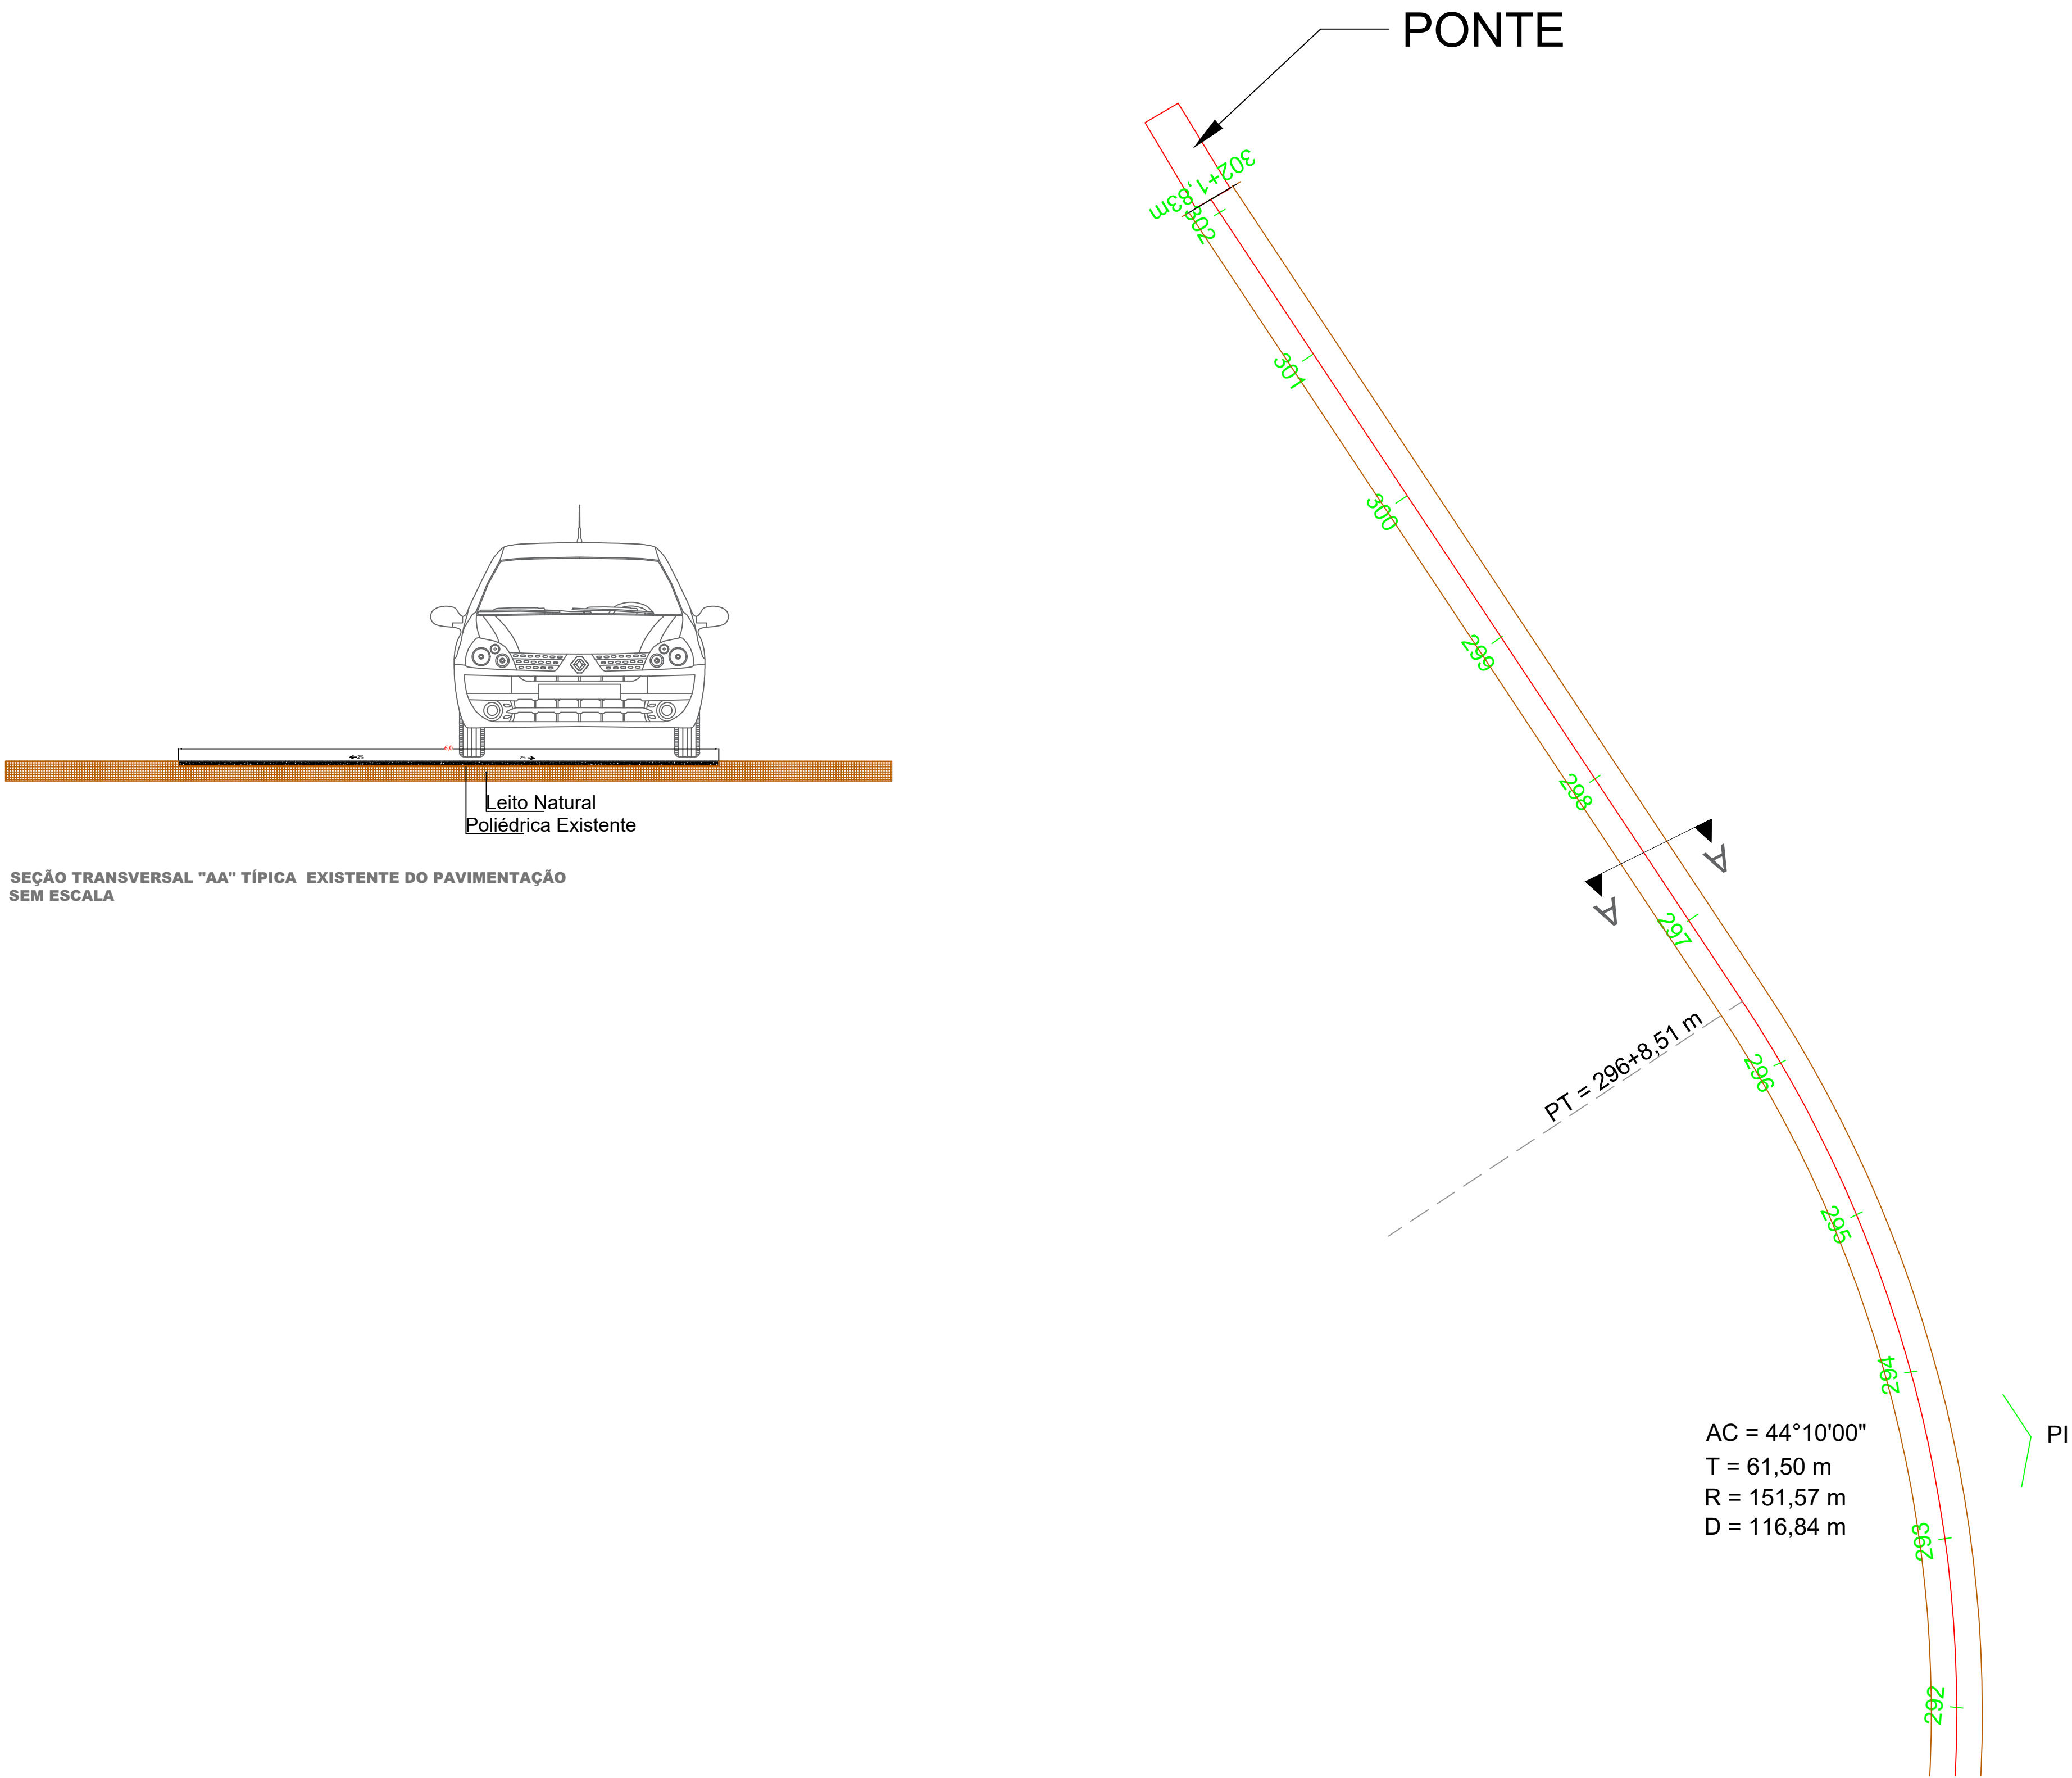 PONTE
302+1,83m
302
301
300
299
298
A
A
297
PT = 296+8,51 m
296
295
294
293
292
PI
AC = 44°10'00"
T = 61,50 m
R = 151,57 m
D = 116,84 m
2%
2%
Leito Natural
Poliédrica Existente
SEÇÃO TRANSVERSAL "AA" TÍPICA EXISTENTE DO PAVIMENTAÇÃO
SEM ESCALA